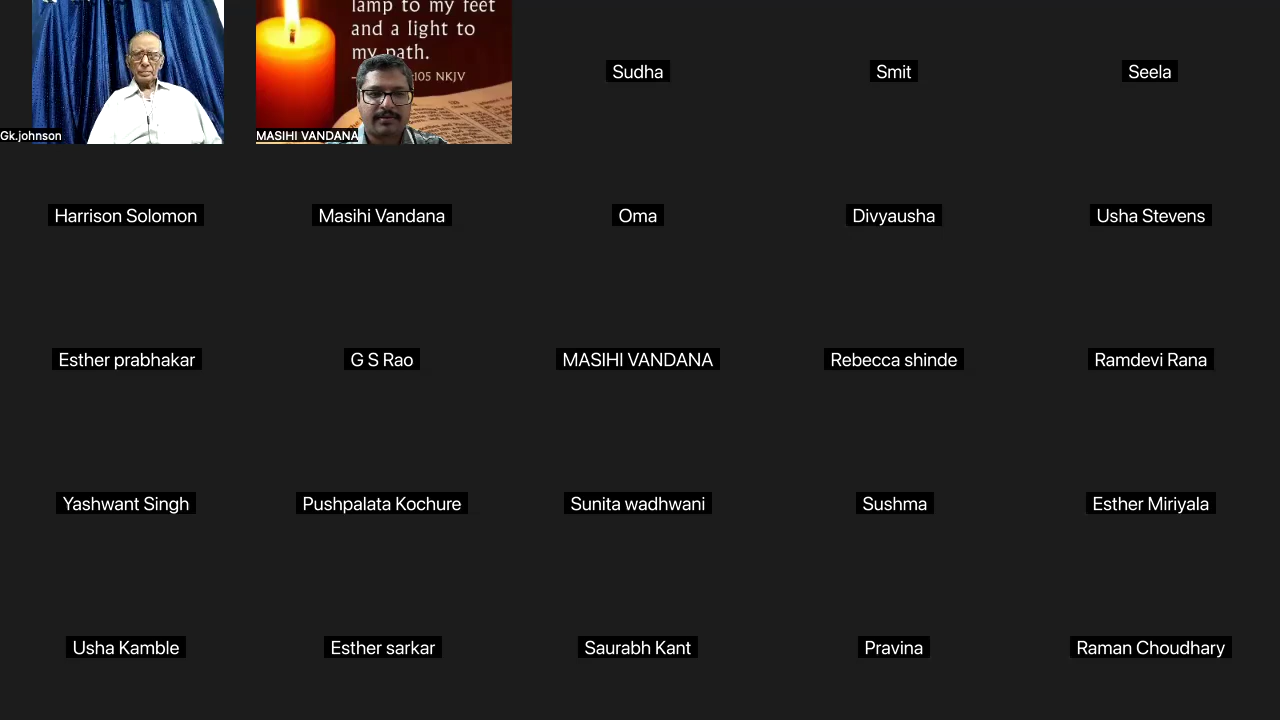 lamp to my feet
and a light to
my path.
:105 NKJV
Gk.johnson
MASIHI VANDANA
Sudha
Smit
Seela
Harrison Solomon
Masihi Vandana
Oma
Divyausha
Usha Stevens
Esther prabhakar
G S Rao
MASIHI VANDANA
Rebecca shinde
Ramdevi Rana
Yashwant Singh
Pushpalata Kochure
Sunita wadhwani
Sushma
Esther Miriyala
Usha Kamble
Esther sarkar
Saurabh Kant
Pravina
Raman Choudhary